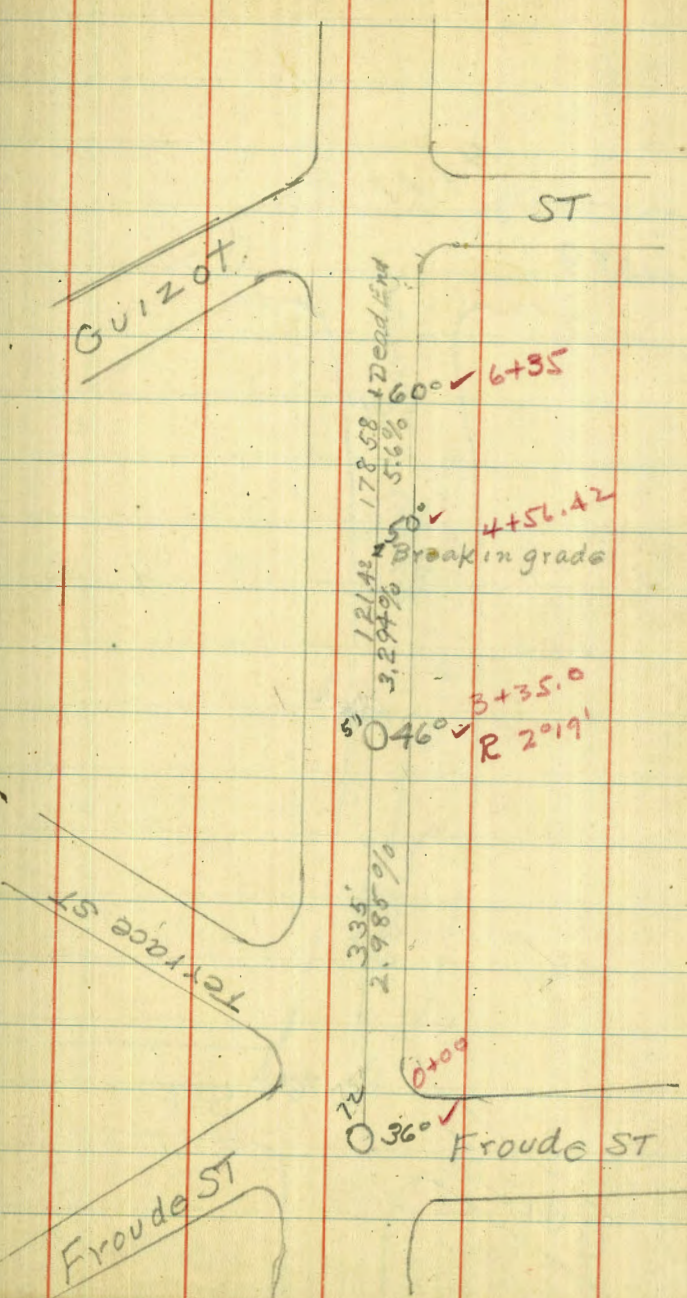 ST
Guizot
Dead End
60° ✓ 6+35
178.58
5.6%
50° ✓ 4+56.42
Break in grade
121.42
3.294%
3+35.0
46° ✓ R 2°19'
335'
2.985%
Terrace ST
0+00
36° ✓
Froude ST
Froude ST